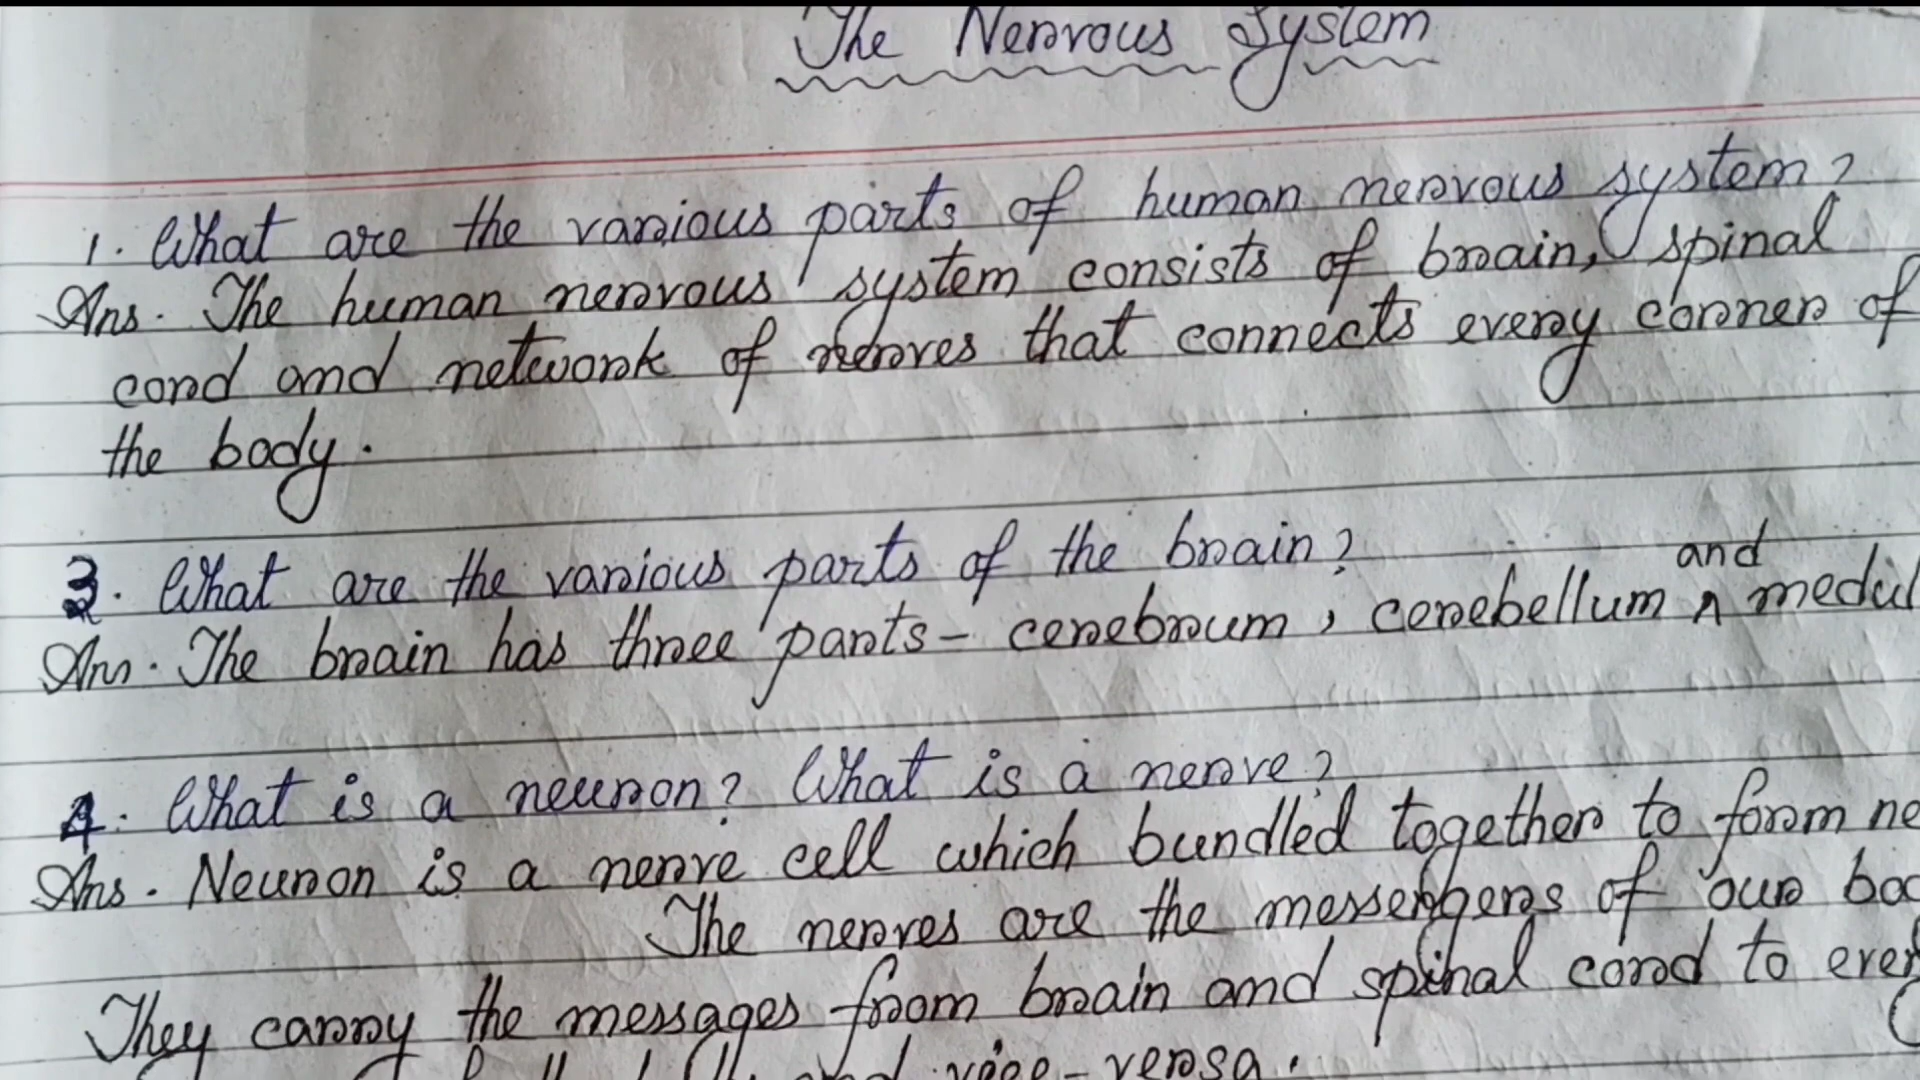 The Nervous System
1. What are the various parts of human nervous system?
Ans. The human nervous system consists of brain, spinal
cord and network of nerves that connects every corner of
the body.
3. What are the various parts of the brain?
and
Ans. The brain has three parts- cerebrum, cerebellum ^ medul
4. What is a neuron? What is a nerve?
Ans. Neuron is a nerve cell which bundled together to form ne
The nerves are the messengers of our bod
They carry the messages from brain and spinal cord to every
and vice-versa.